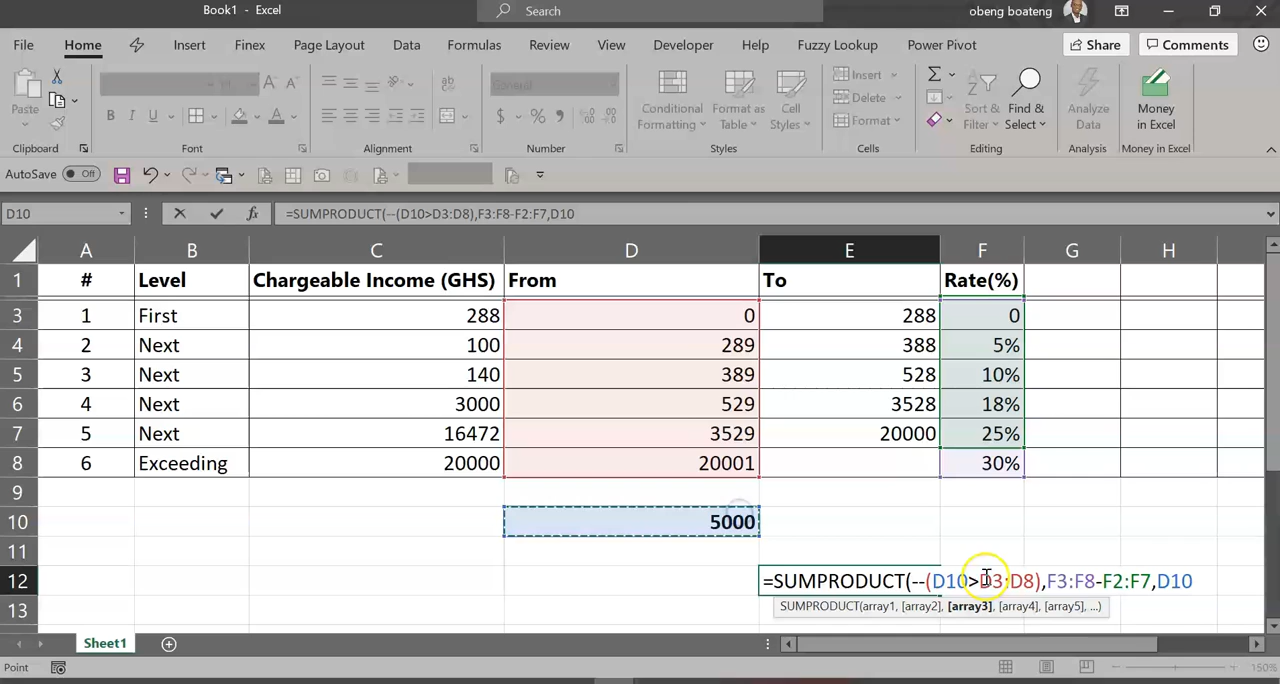 Book1 - Excel
Search
obeng boateng
File Home Insert Finex Page Layout Data Formulas Review View Developer Help Fuzzy Lookup Power Pivot Share Comments
Paste
B I U
General
$ %
Conditional Formatting
Format as Table
Cell Styles
Insert
Delete
Format
Sort & Filter
Find & Select
Analyze Data
Money in Excel
Clipboard Font Alignment Number Styles Cells Editing Analysis Money in Excel
AutoSave Off
D10 fx =SUMPRODUCT(--(D10>D3:D8),F3:F8-F2:F7,D10
A B C D E F G H
1 # Level Chargeable Income (GHS) From To Rate(%)
3 1 First 288 0 288 0
4 2 Next 100 289 388 5%
5 3 Next 140 389 528 10%
6 4 Next 3000 529 3528 18%
7 5 Next 16472 3529 20000 25%
8 6 Exceeding 20000 20001 30%
9
10 5000
11
12 =SUMPRODUCT(--(D10>D3:D8),F3:F8-F2:F7,D10
13 SUMPRODUCT(array1, [array2], [array3], [array4], [array5], ...)
Sheet1
Point 150%